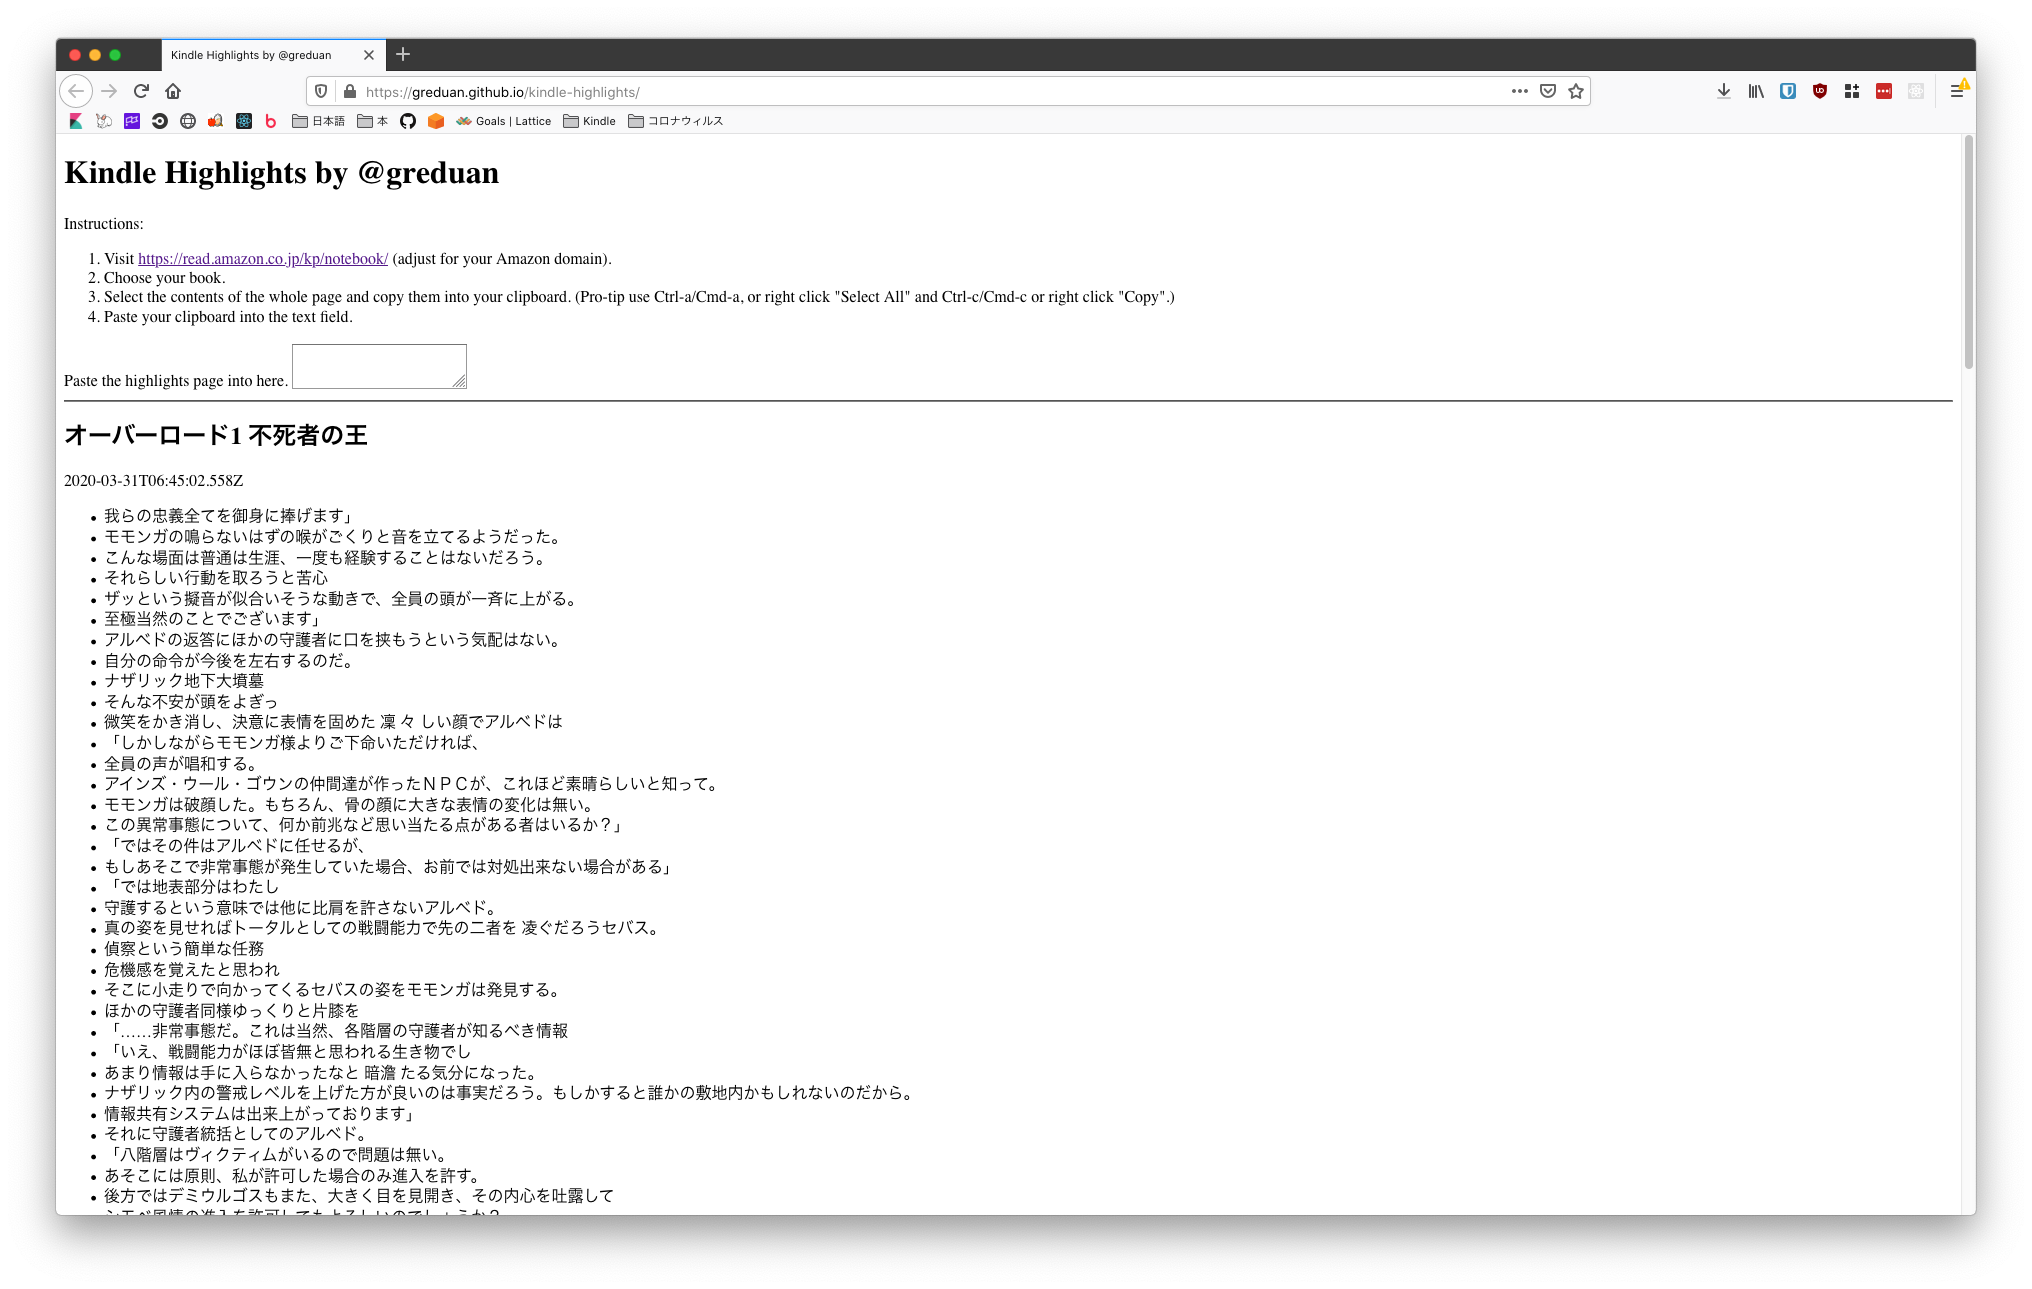 Kindle Highlights by @greduan
https://greduan.github.io/kindle-highlights/
日本語 本 Goals | Lattice Kindle コロナウィルス
Kindle Highlights by @greduan
Instructions:
1. Visit https://read.amazon.co.jp/kp/notebook/ (adjust for your Amazon domain).
2. Choose your book.
3. Select the contents of the whole page and copy them into your clipboard. (Pro-tip use Ctrl-a/Cmd-a, or right click "Select All" and Ctrl-c/Cmd-c or right click "Copy".)
4. Paste your clipboard into the text field.
Paste the highlights page into here.
オーバーロード1 不死者の王
2020-03-31T06:45:02.558Z
我らの忠義全てを御身に捧げます」
モモンガの鳴らないはずの喉がごくりと音を立てるようだった。
こんな場面は普通は生涯、一度も経験することはないだろう。
それらしい行動を取ろうと苦心
ザッという擬音が似合いそうな動きで、全員の頭が一斉に上がる。
至極当然のことでございます」
アルベドの返答にほかの守護者に口を挟もうという気配はない。
自分の命令が今後を左右するのだ。
ナザリック地下大墳墓
そんな不安が頭をよぎっ
微笑をかき消し、決意に表情を固めた 凜 々 しい顔でアルベドは
「しかしながらモモンガ様よりご下命いただければ、
全員の声が唱和する。
アインズ・ウール・ゴウンの仲間達が作ったＮＰＣが、これほど素晴らしいと知って。
モモンガは破顔した。もちろん、骨の顔に大きな表情の変化は無い。
この異常事態について、何か前兆など思い当たる点がある者はいるか？」
「ではその件はアルベドに任せるが、
もしあそこで非常事態が発生していた場合、お前では対処出来ない場合がある」
「では地表部分はわたし
守護するという意味では他に比肩を許さないアルベド。
真の姿を見せればトータルとしての戦闘能力で先の二者を 凌ぐだろうセバス。
偵察という簡単な任務
危機感を覚えたと思われ
そこに小走りで向かってくるセバスの姿をモモンガは発見する。
ほかの守護者同様ゆっくりと片膝を
「……非常事態だ。これは当然、各階層の守護者が知るべき情報
「いえ、戦闘能力がほぼ皆無と思われる生き物でし
あまり情報は手に入らなかったなと 暗澹 たる気分になった。
ナザリック内の警戒レベルを上げた方が良いのは事実だろう。もしかすると誰かの敷地内かもしれないのだから。
情報共有システムは出来上がっております」
それに守護者統括としてのアルベド。
「八階層はヴィクティムがいるので問題は無い。
あそこには原則、私が許可した場合のみ進入を許す。
後方ではデミウルゴスもまた、大きく目を見開き、その内心を吐露して
シモベ風情の進入を許可してもよろしいのでしょうか？